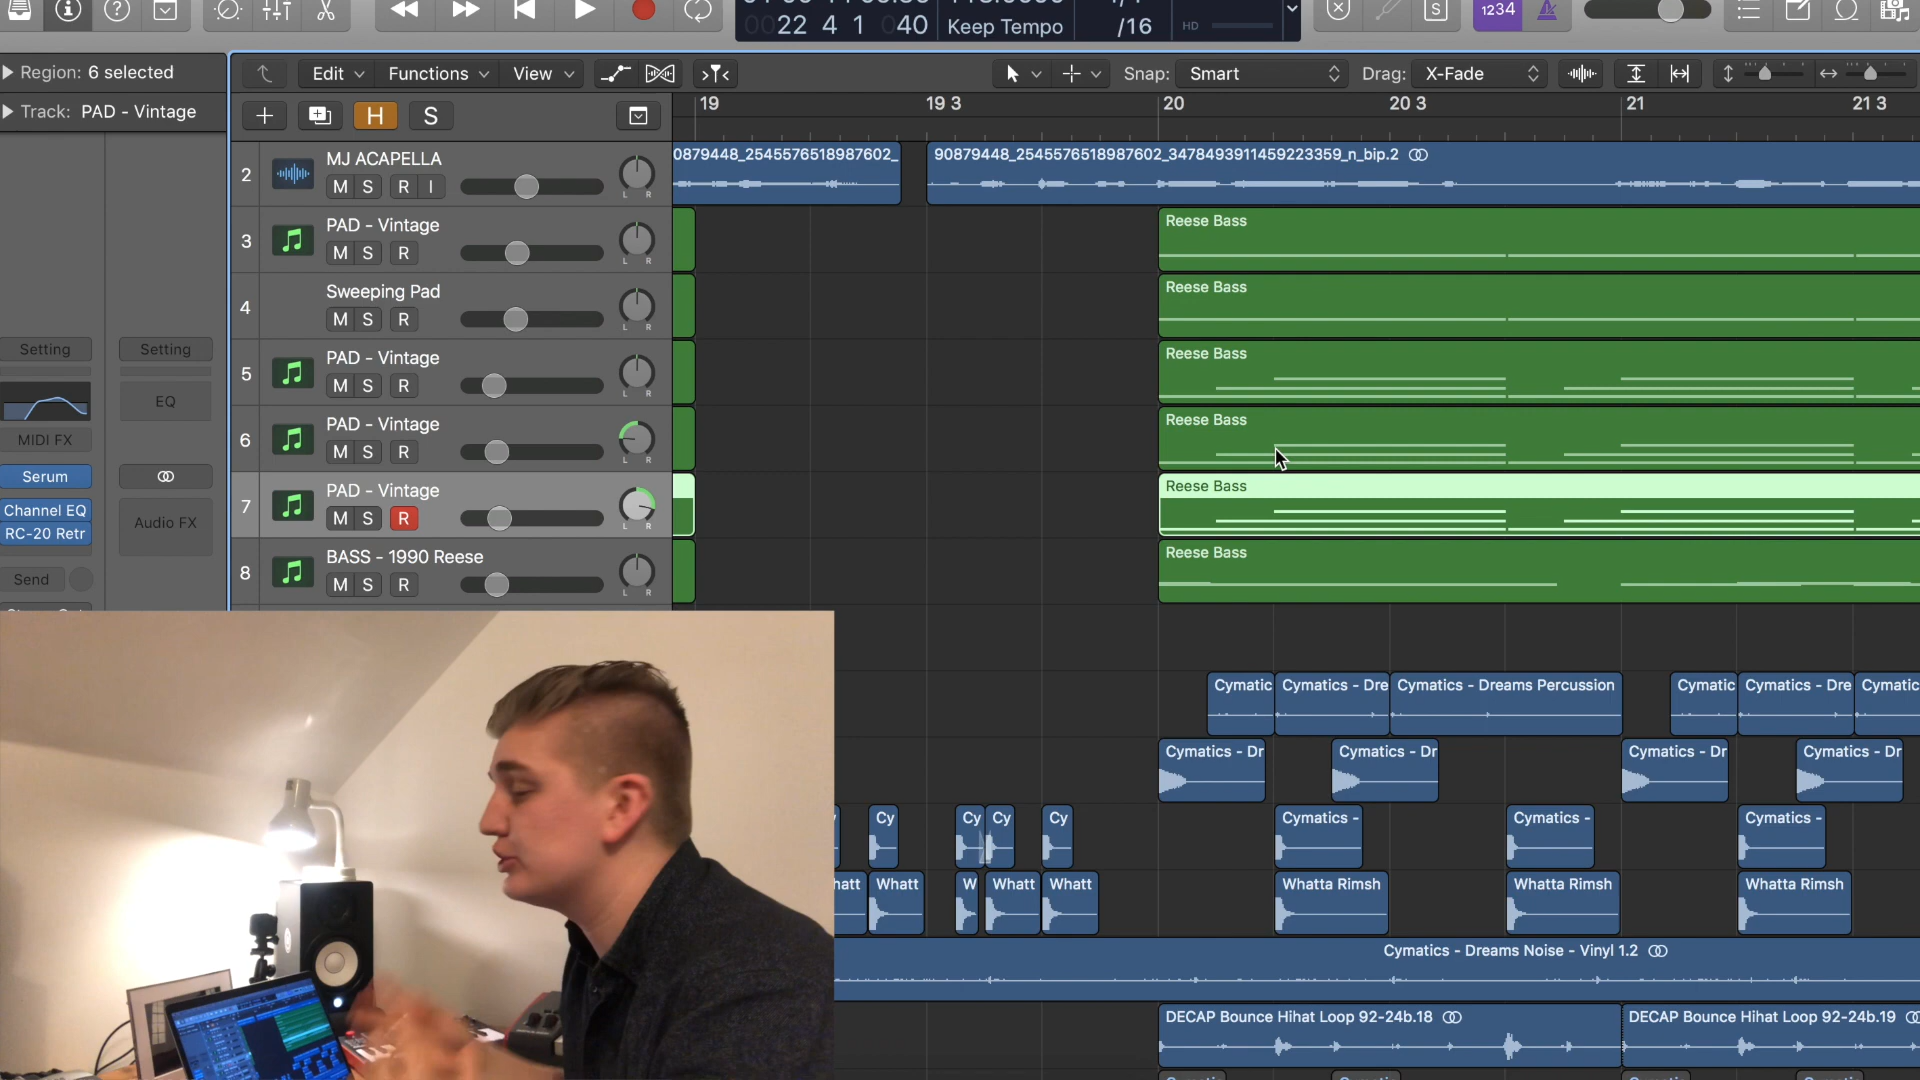 0022 4 1 040
Keep Tempo
/16
HD
1234
S
Region: 6 selected
Track: PAD - Vintage
Edit
Functions
View
Snap: Smart
Drag: X-Fade
H
S
19
19 3
20
20 3
21
21 3
2
MJ ACAPELLA
M S R I
L R
0879448_2545576518987602_
90879448_2545576518987602_3478493911459223359_n_bip.2
3
PAD - Vintage
M S R
L R
Reese Bass
4
Sweeping Pad
M S R
L R
Reese Bass
5
PAD - Vintage
M S R
L R
Reese Bass
6
PAD - Vintage
M S R
L R
Reese Bass
7
PAD - Vintage
M S R
L R
Reese Bass
8
BASS - 1990 Reese
M S R
L R
Reese Bass
Setting
Setting
EQ
MIDI FX
Serum
Channel EQ
RC-20 Retr
Audio FX
Send
Cymatic
Cymatics - Dre
Cymatics - Dreams Percussion
Cymatic
Cymatics - Dre
Cymatic
Cymatics - Dr
Cymatics - Dr
Cymatics - Dr
Cymatics - Dr
Cy
Cy
Cy
Cy
Cymatics -
Cymatics -
Cymatics -
hatt
Whatt
W
Whatt
Whatt
Whatta Rimsh
Whatta Rimsh
Whatta Rimsh
Cymatics - Dreams Noise - Vinyl 1.2
DECAP Bounce Hihat Loop 92-24b.18
DECAP Bounce Hihat Loop 92-24b.19